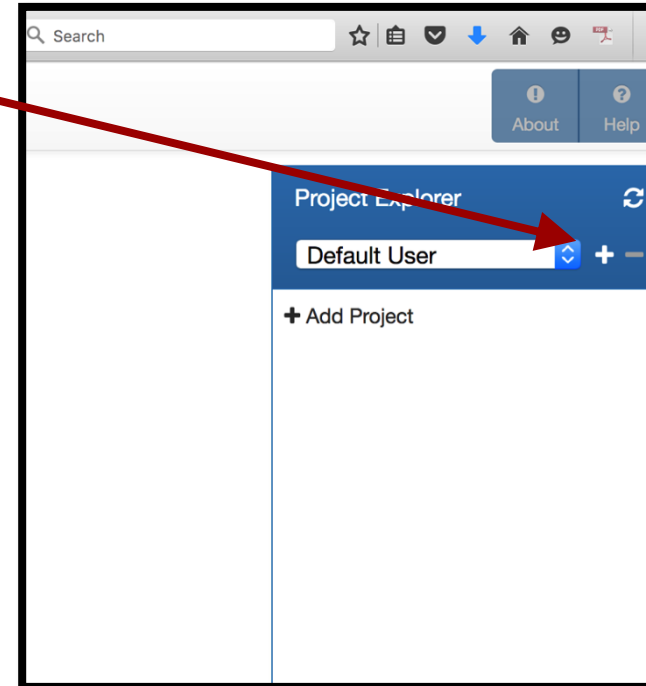 Search
About
Help
Project Explorer
Default User
+ Add Project